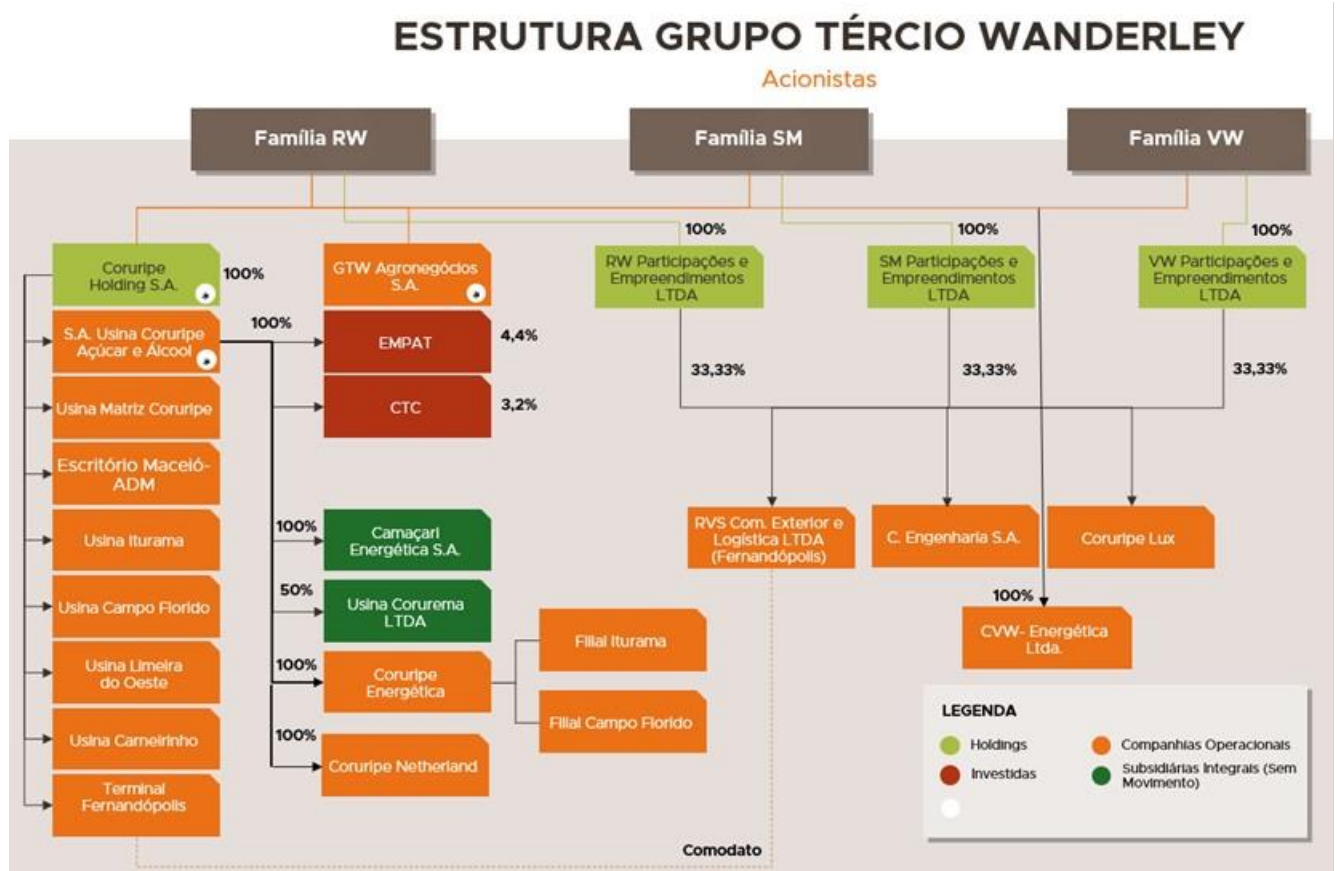 ESTRUTURA GRUPO TÉRCIO WANDERLEY
Acionistas
Família RW
Família SM
Família VW
Coruripe
Holding S.A.
100%
GTW Agronegócios
S.A.
100%
RW Participações e
Empreendimentos
LTDA
100%
SM Participações e
Empreendimentos
LTDA
100%
VW Participações e
Empreendimentos
LTDA
S.A. Usina Coruripe
Açúcar e Álcool
100%
EMPAT
4,4%
33,33%
33,33%
33,33%
Usina Matriz Coruripe
CTC
3,2%
Escritório Maceió-
ADM
Usina Iturama
100%
Camaçari
Energética S.A.
RVS Com. Exterior e
Logística LTDA
(Fernandópolis)
C. Engenharia S.A.
Coruripe Lux
Usina Campo Florido
50%
Usina Corurema
LTDA
100%
CVW- Energética
Ltda.
Usina Limeira
do Oeste
100%
Coruripe
Energética
Filial Iturama
Filial Campo Florido
Usina Carneirinho
100%
Coruripe Netherland
Terminal
Fernandópolis
Comodato
LEGENDA
Holdings
Companhias Operacionais
Investidas
Subsidiárias Integrais (Sem
Movimento)